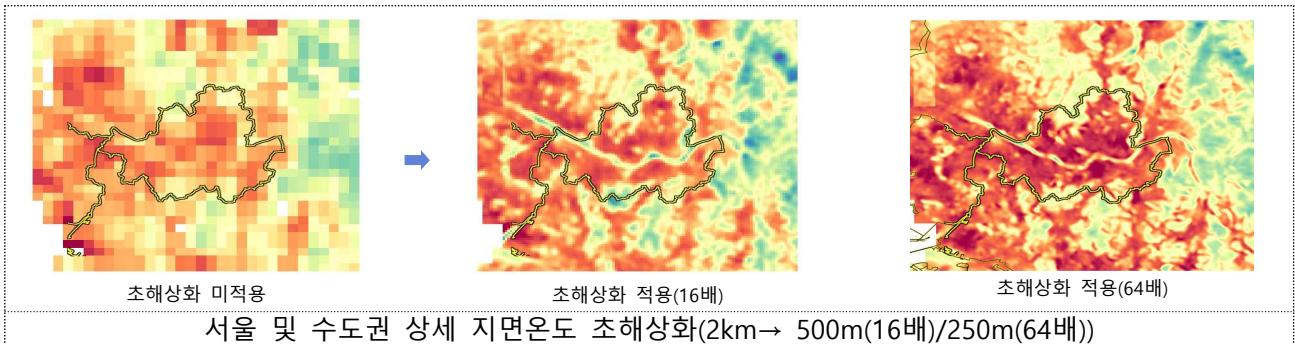 초해상화 미적용
초해상화 적용(16배)
초해상화 적용(64배)
서울 및 수도권 상세 지면온도 초해상화(2km→ 500m(16배)/250m(64배))